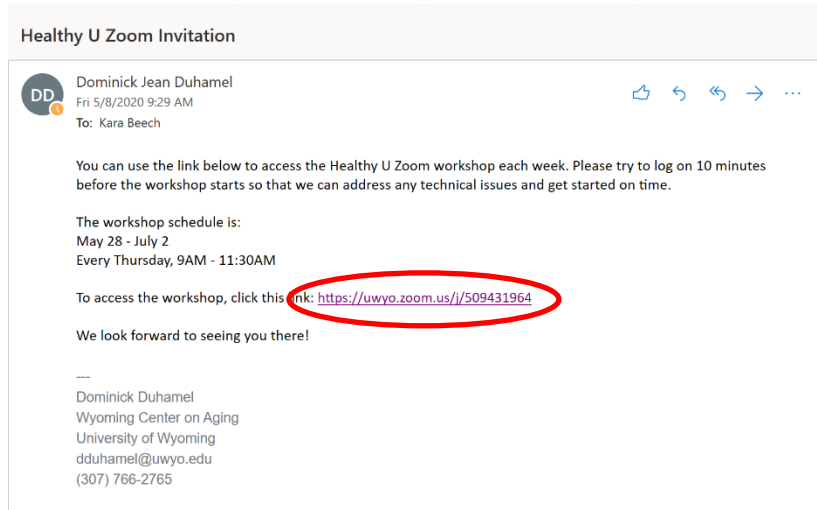 Healthy U Zoom Invitation
DD
Dominick Jean Duhamel
Fri 5/8/2020 9:29 AM
To: Kara Beech
You can use the link below to access the Healthy U Zoom workshop each week. Please try to log on 10 minutes
before the workshop starts so that we can address any technical issues and get started on time.
The workshop schedule is:
May 28 - July 2
Every Thursday, 9AM - 11:30AM
To access the workshop, click this link: https://uwyo.zoom.us/j/509431964
We look forward to seeing you there!
---
Dominick Duhamel
Wyoming Center on Aging
University of Wyoming
dduhamel@uwyo.edu
(307) 766-2765